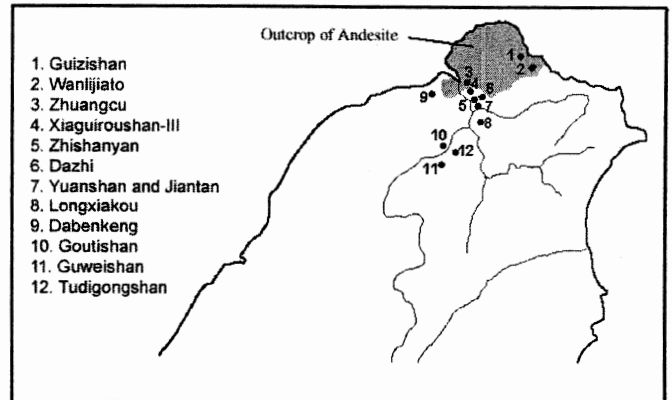 Outcrop of Andesite
1. Guizishan
2. Wanlijiato
3. Zhuangcu
4. Xiaguiroushan-III
5. Zhishanyan
6. Dazhi
7. Yuanshan and Jiantan
8. Longxiakou
9. Dabenkeng
10. Goutishan
11. Guweishan
12. Tudigongshan
1
2
3
4
6
9
5
7
8
10
12
11